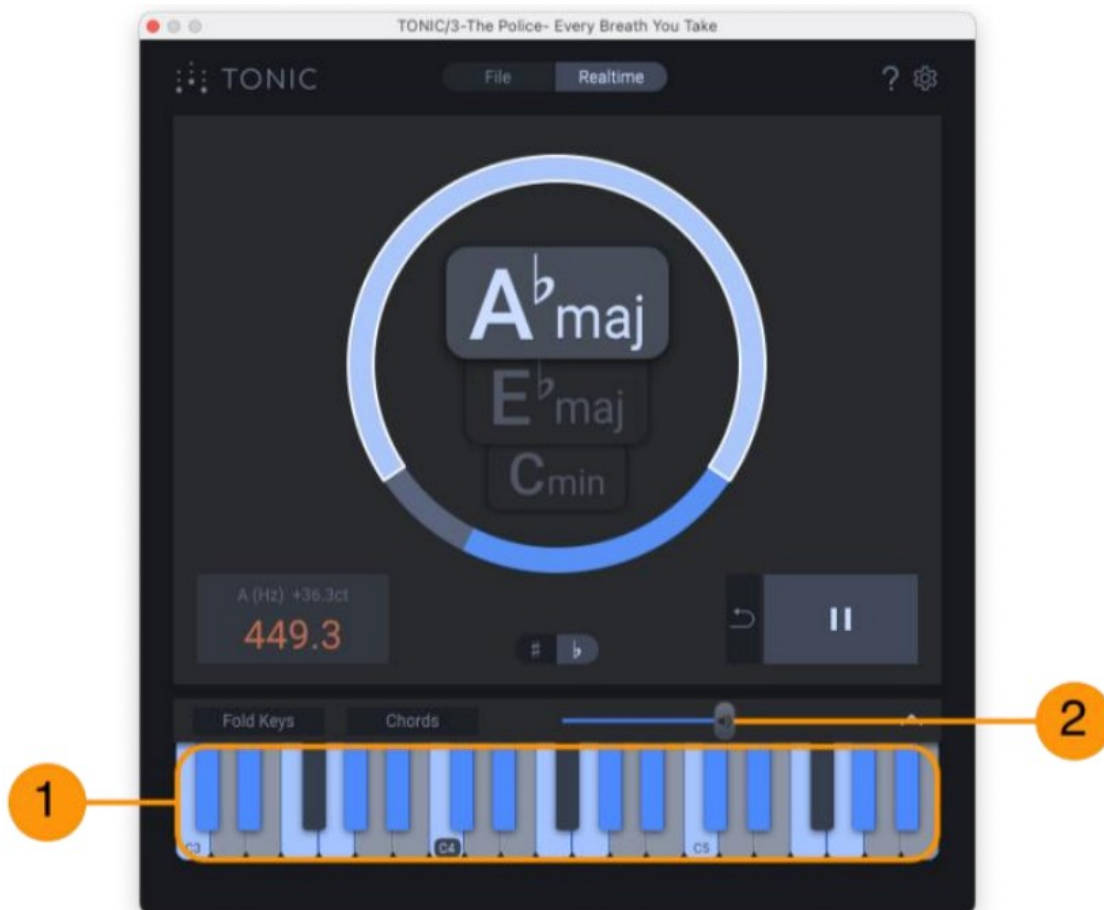 TONIC/3-The Police- Every Breath You Take
TONIC
File
Realtime
?
A♭maj
E♭maj
Cmin
A (Hz) +36.3ct
449.3
♯ ♭
Fold Keys
Chords
2
1
C3
C4
C5